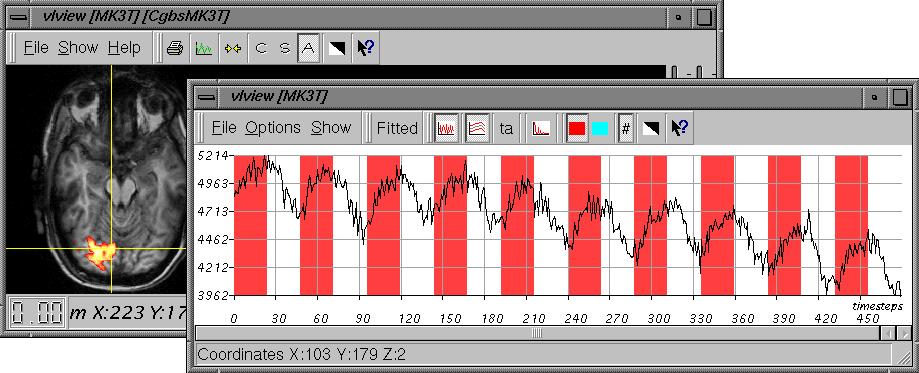 vlview [MK3T] [CgbsMK3T]
File Show Help C S A
0.00 m X:223 Y:17
vlview [MK3T]
File Options Show Fitted ta #
5214
4963
4713
4462
4212
3962
timesteps
0 30 60 90 120 150 180 210 240 270 300 330 360 390 420 450
Coordinates X:103 Y:179 Z:2